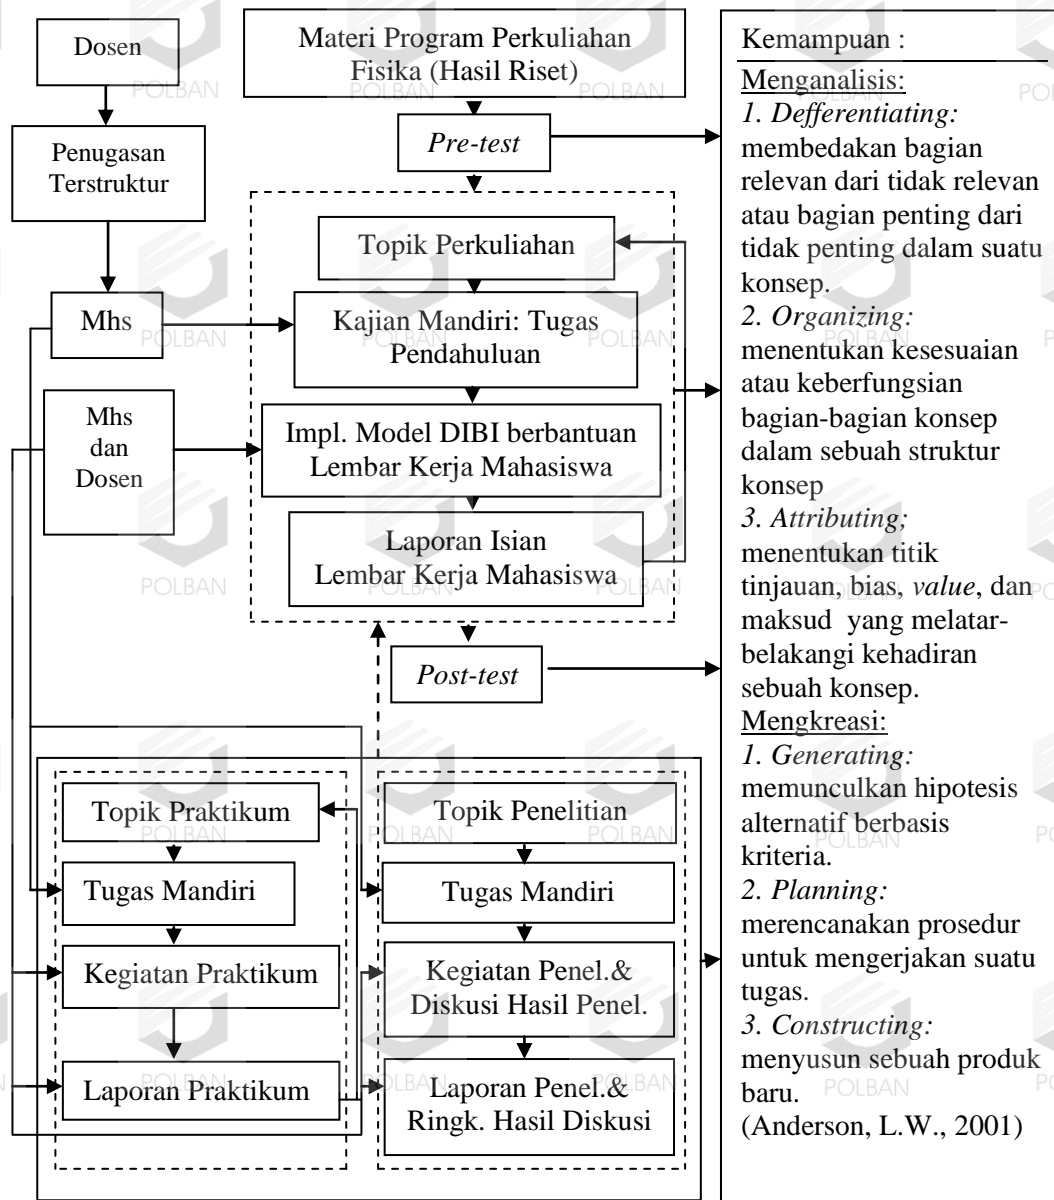 Dosen
Penugasan
Terstruktur
Mhs
Mhs
dan
Dosen
Materi Program Perkuliahan
Fisika (Hasil Riset)
Pre-test
Topik Perkuliahan
Kajian Mandiri: Tugas
Pendahuluan
Impl. Model DIBI berbantuan
Lembar Kerja Mahasiswa
Laporan Isian
Lembar Kerja Mahasiswa
Post-test
Topik Praktikum
Tugas Mandiri
Kegiatan Praktikum
Laporan Praktikum
Topik Penelitian
Tugas Mandiri
Kegiatan Penel.&
Diskusi Hasil Penel.
Laporan Penel.&
Ringk. Hasil Diskusi
Kemampuan :
Menganalisis:
1. Defferentiating:
membedakan bagian
relevan dari tidak relevan
atau bagian penting dari
tidak penting dalam suatu
konsep.
2. Organizing:
menentukan kesesuaian
atau keberfungsian
bagian-bagian konsep
dalam sebuah struktur
konsep
3. Attributing;
menentukan titik
tinjauan, bias, value, dan
maksud yang melatar-
belakangi kehadiran
sebuah konsep.
Mengkreasi:
1. Generating:
memunculkan hipotesis
alternatif berbasis
kriteria.
2. Planning:
merencanakan prosedur
untuk mengerjakan suatu
tugas.
3. Constructing:
menyusun sebuah produk
baru.
(Anderson, L.W., 2001)
POLBAN